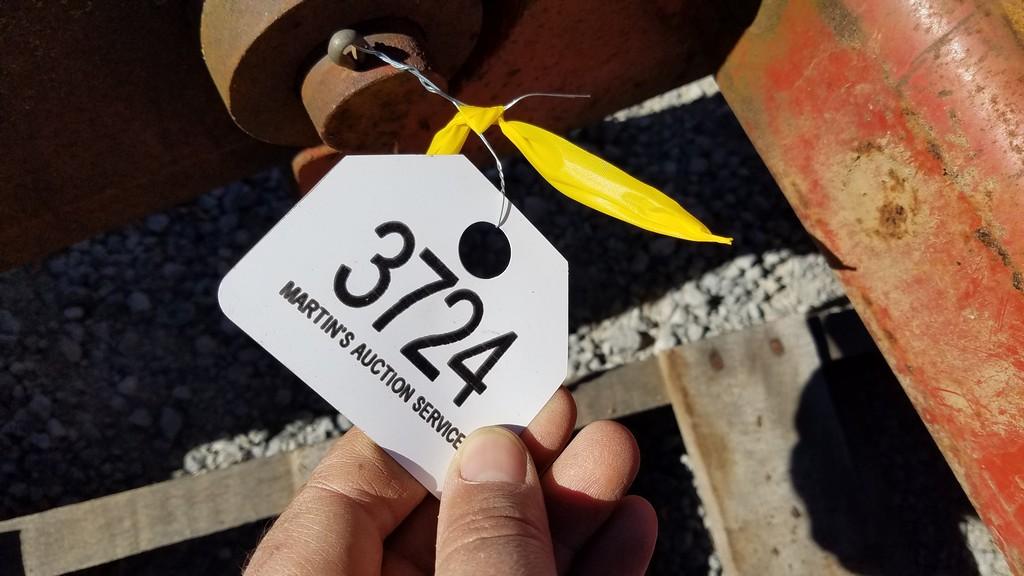 3724
MARTIN'S AUCTION SERVICE